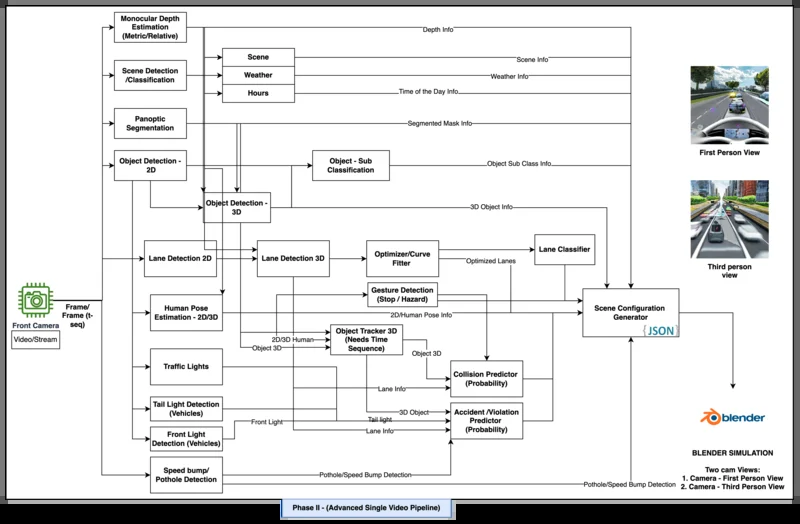 Monocular Depth
Estimation
(Metric/Relative)
Depth Info
Scene Detection
/Classification
Scene
Scene Info
Weather
Weather Info
Hours
Time of the Day Info
Panoptic
Segmentation
Segmented Mask Info
Object Detection -
2D
Object - Sub
Classification
Object Sub Class Info
Object Detection -
3D
3D Object Info
Lane Detection 2D
Lane Detection 3D
Optimizer/Curve
Fitter
Optimized Lanes
Lane Classifier
Front Camera
Video/Stream
Frame/
Frame (t-
seq)
Human Pose
Estimation - 2D/3D
Gesture Detection
(Stop / Hazard)
2D/Human Pose Info
2D/3D Human
Object 3D
Object Tracker 3D
(Needs Time
Sequence)
Object 3D
Traffic Lights
Collision Predictor
(Probability)
Lane Info
Tail Light Detection
(Vehicles)
3D Object
Tail light
Front Light
Lane Info
Accident /Violation
Predictor
(Probability)
Front Light
Detection (Vehicles)
Speed bump/
Pothole Detection
Pothole/Speed Bump Detection
Pothole/Speed Bump Detection
Scene Configuration
Generator
{JSON}
First Person View
Third person
view
blender
BLENDER SIMULATION
Two cam Views:
1. Camera - First Person View
2. Camera - Third Person View
Phase II - (Advanced Single Video Pipeline)